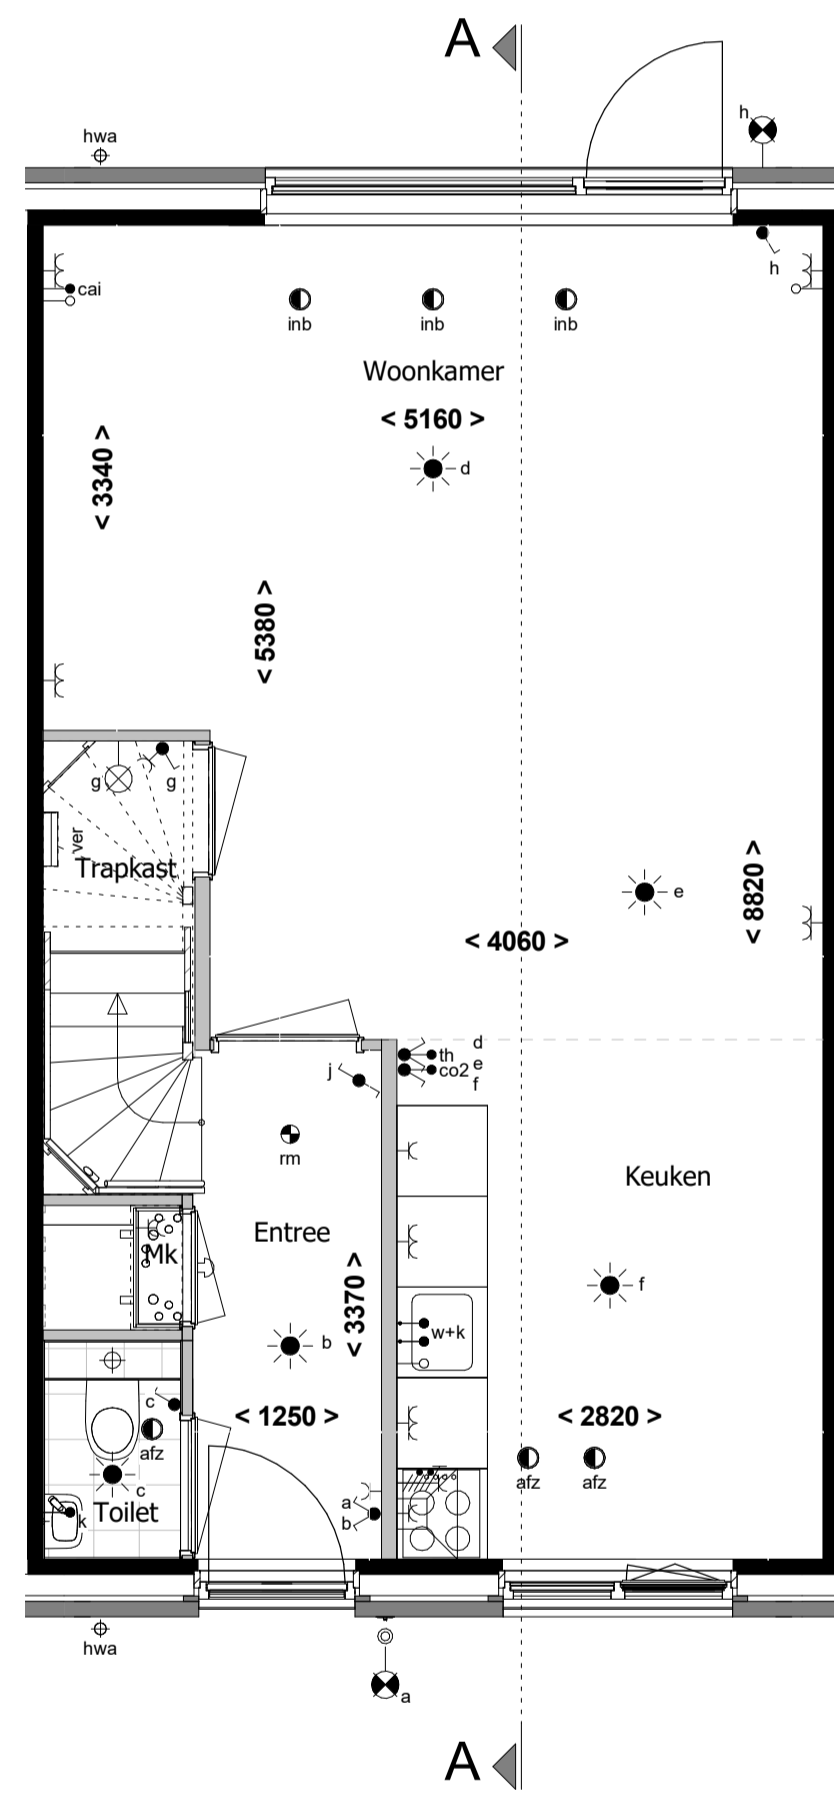 A
h
hwa
h
cai
inb inb inb
Woonkamer
< 5160 >
d
< 3340 >
< 5380 >
g g
ver
Trapkast
e
< 8820 >
< 4060 >
d
th
e
co2
f
j
rm
Keuken
Entree
Mk
< 3370 >
f
w+k
b
c
< 1250 >
< 2820 >
afz
afz afz
c
a
Toilet
k
b
hwa
a
A